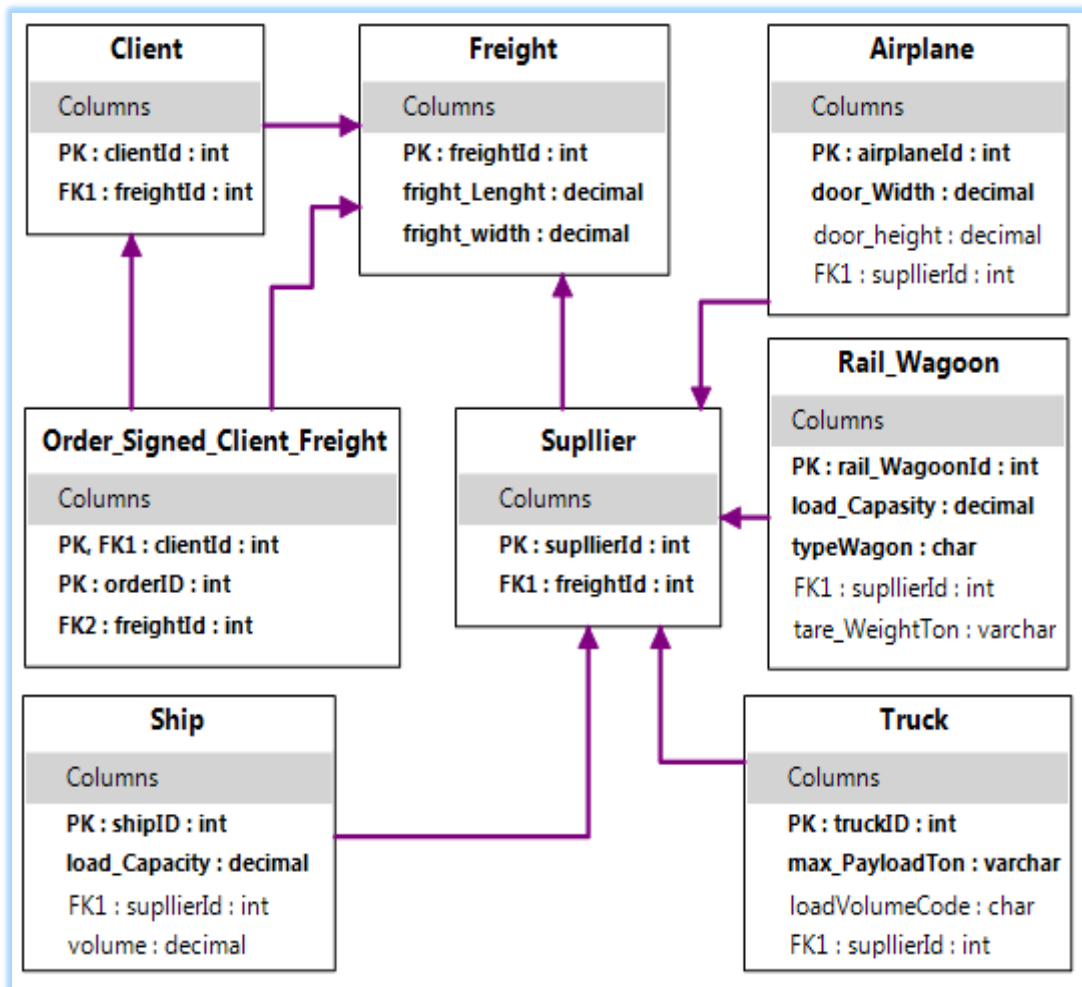 Client
Columns
PK : clientId : int
FK1 : freightId : int
Freight
Columns
PK : freightId : int
fright_Lenght : decimal
fright_width : decimal
Airplane
Columns
PK : airplaneId : int
door_Width : decimal
door_height : decimal
FK1 : supllierId : int
Rail_Wagoon
Columns
PK : rail_WagoonId : int
load_Capasity : decimal
typeWagon : char
FK1 : supllierId : int
tare_WeightTon : varchar
Order_Signed_Client_Freight
Columns
PK, FK1 : clientId : int
PK : orderID : int
FK2 : freightId : int
Supllier
Columns
PK : supllierId : int
FK1 : freightId : int
Ship
Columns
PK : shipID : int
load_Capacity : decimal
FK1 : supllierId : int
volume : decimal
Truck
Columns
PK : truckID : int
max_PayloadTon : varchar
loadVolumeCode : char
FK1 : supllierId : int